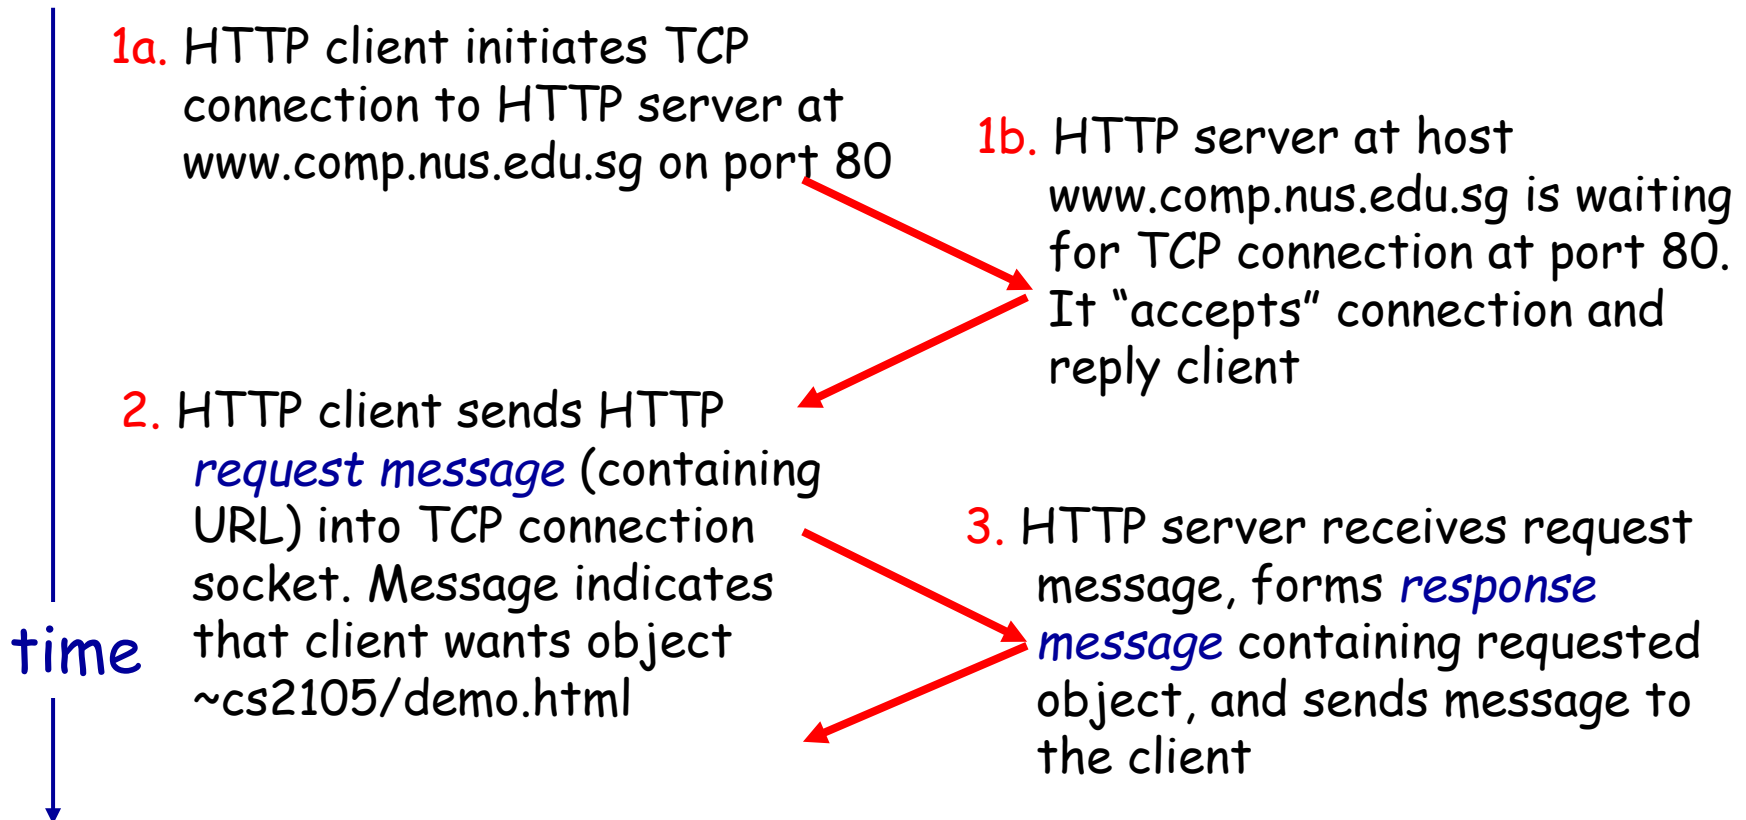 1a. HTTP client initiates TCP
connection to HTTP server at
www.comp.nus.edu.sg on port 80
1b. HTTP server at host
www.comp.nus.edu.sg is waiting
for TCP connection at port 80.
It “accepts” connection and
reply client
2. HTTP client sends HTTP
request message (containing
URL) into TCP connection
socket. Message indicates
that client wants object
~cs2105/demo.html
3. HTTP server receives request
message, forms response
message containing requested
object, and sends message to
the client
time